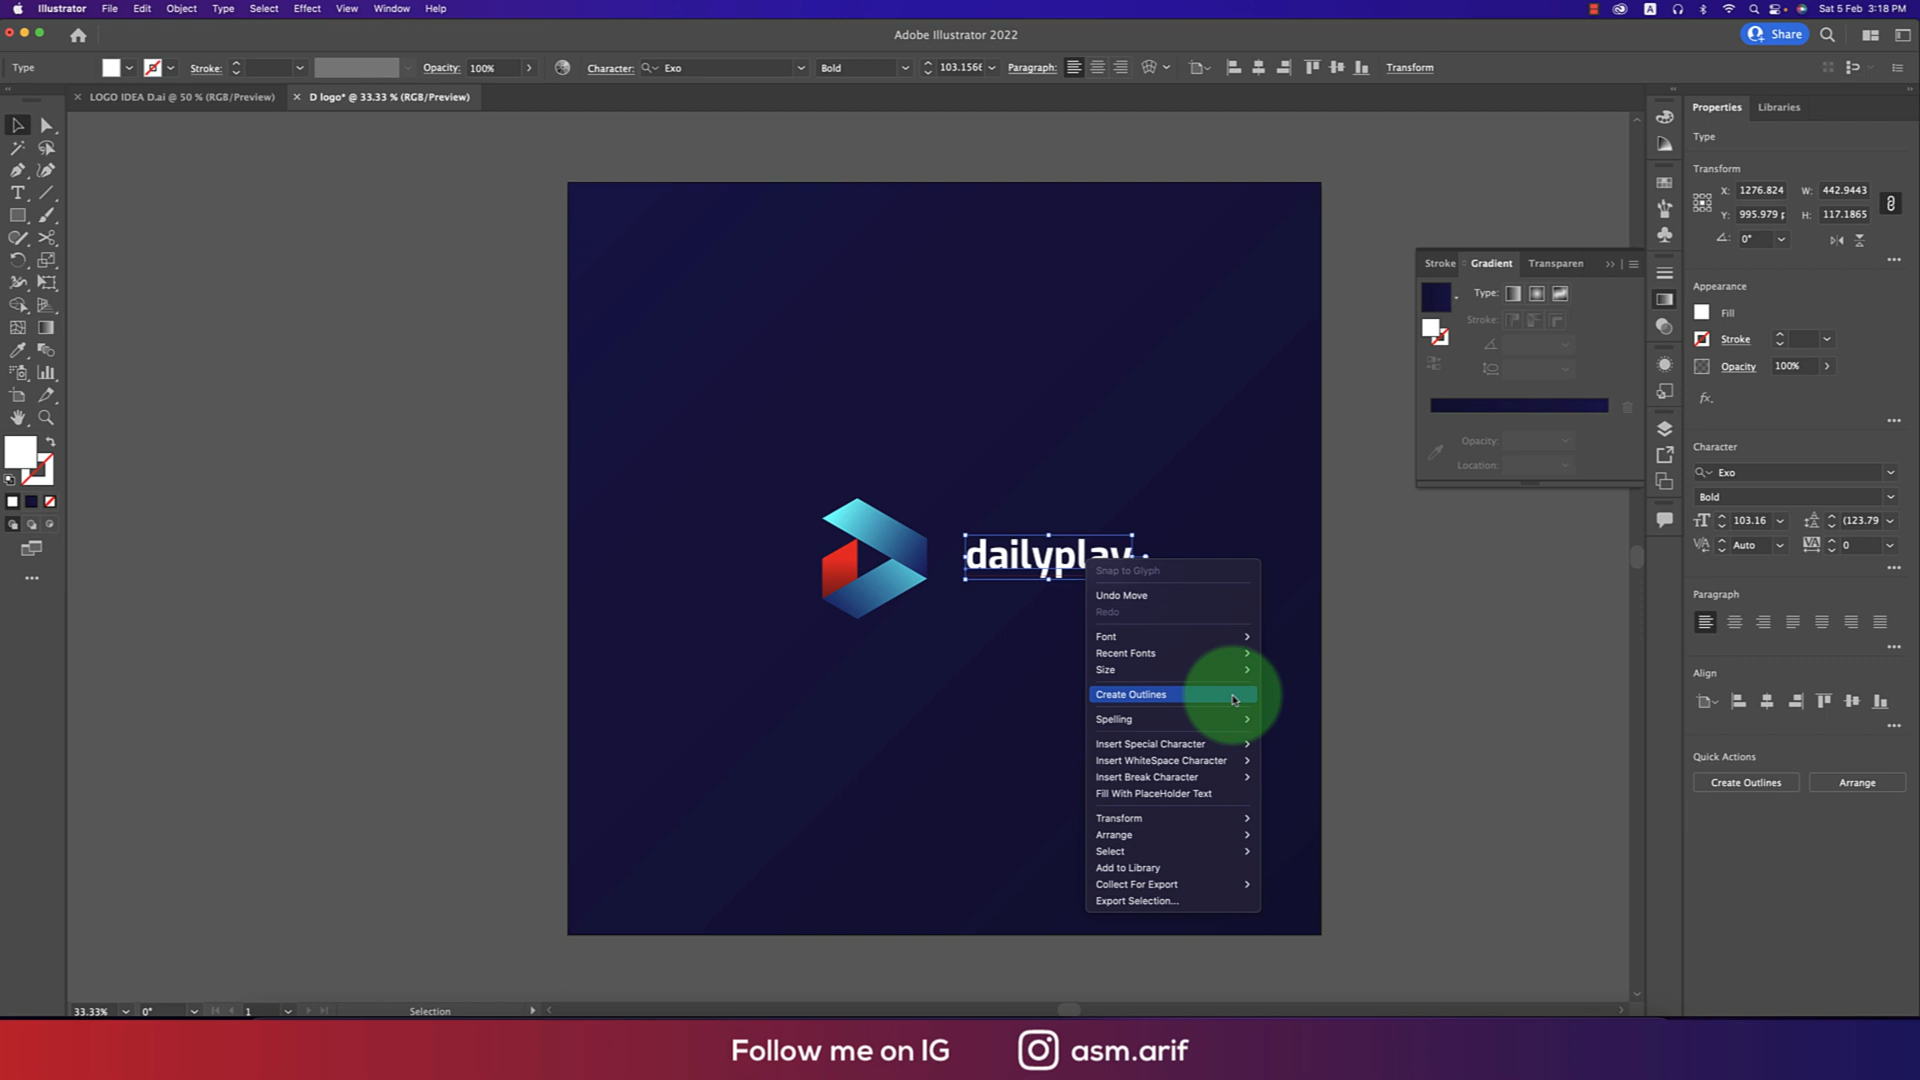 Illustrator File Edit Object Type Select Effect View Window Help
A Sat 5 Feb 3:18 PM
Adobe Illustrator 2022
Share
Type Stroke: Opacity: 100% Character: Exo Bold 103.156 Paragraph: Transform
LOGO IDEA D.ai @ 50 % (RGB/Preview) D logo* @ 33.33 % (RGB/Preview)
Properties Libraries
Type
Transform
X: 1276.824 W: 442.9443
Y: 995.979 p H: 117.1865
0°
Stroke Gradient Transparen
Type:
Stroke:
Opacity:
Location:
Appearance
Fill
Stroke
Opacity 100%
fx.
Character
Exo
Bold
103.16 (123.79
Auto 0
Paragraph
Align
Quick Actions
Create Outlines Arrange
dailyplay
Snap to Glyph
Undo Move
Redo
Font
Recent Fonts
Size
Create Outlines
Spelling
Insert Special Character
Insert WhiteSpace Character
Insert Break Character
Fill With PlaceHolder Text
Transform
Arrange
Select
Add to Library
Collect For Export
Export Selection...
33.33% 0° 1 Selection
Follow me on IG asm.arif